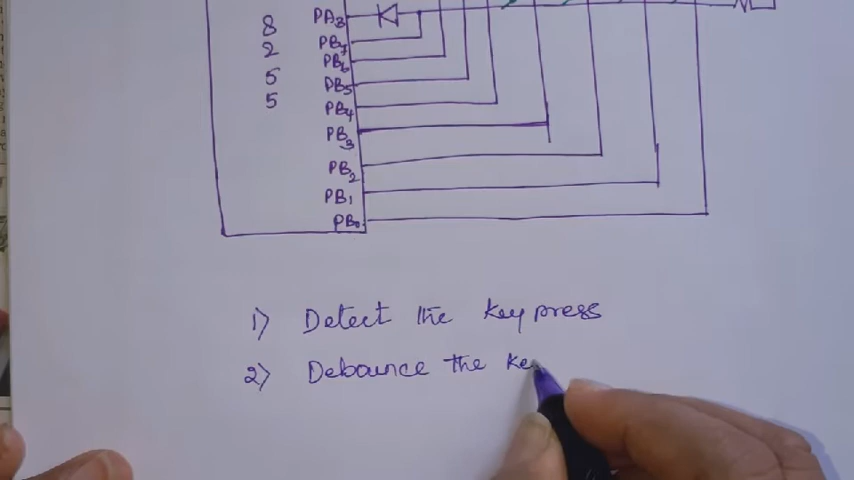 PA3
8
PB7
2
PB6
5
PB5
5
PB4
PB3
PB2
PB1
PB0
1) Detect the key press
2) Debounce the Ke